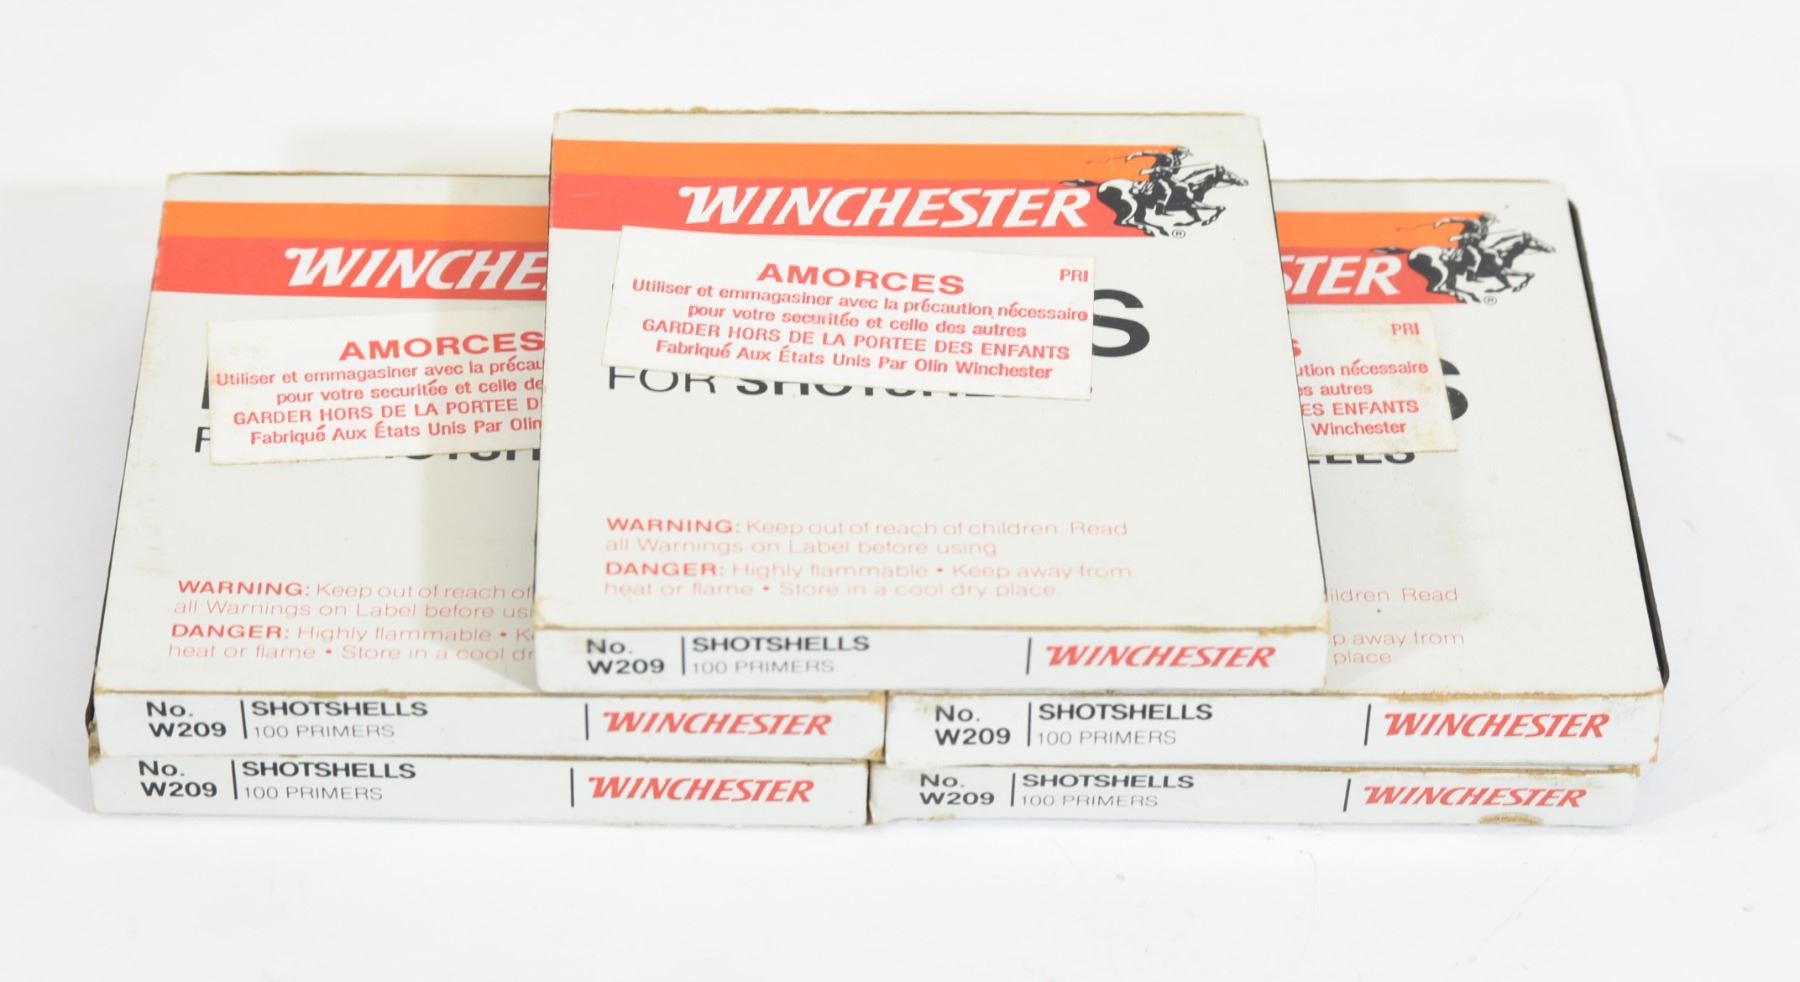 WINCHESTER
®
AMORCES PRI
Utiliser et emmagasiner avec la précaution nécessaire
pour votre securitée et celle des autres
GARDER HORS DE LA PORTEE DES ENFANTS
Fabriqué Aux États Unis Par Olin Winchester
S
FOR
WARNING: Keep out of reach of children. Read
all Warnings on Label before using
DANGER: Highly flammable • Keep away from
heat or flame • Store in a cool dry place.
No. W209 SHOTSHELLS 100 PRIMERS WINCHESTER
WINCHE
AMORCES
Utiliser et emmagasiner avec la précau
pour votre securitée et celle de
GARDER HORS DE LA PORTEE D
Fabriqué Aux États Unis Par Olin
WARNING: Keep out of reach of
all Warnings on Label before usi
DANGER: Highly flammable • K
heat or flame • Store in a cool dr
No. W209 SHOTSHELLS 100 PRIMERS WINCHESTER
No. W209 SHOTSHELLS 100 PRIMERS WINCHESTER
TER
®
PRI
ution nécessaire
es autres
ES ENFANTS
Winchester
ildren. Read
p away from
place.
No. W209 SHOTSHELLS 100 PRIMERS WINCHESTER
No. W209 SHOTSHELLS 100 PRIMERS WINCHESTER